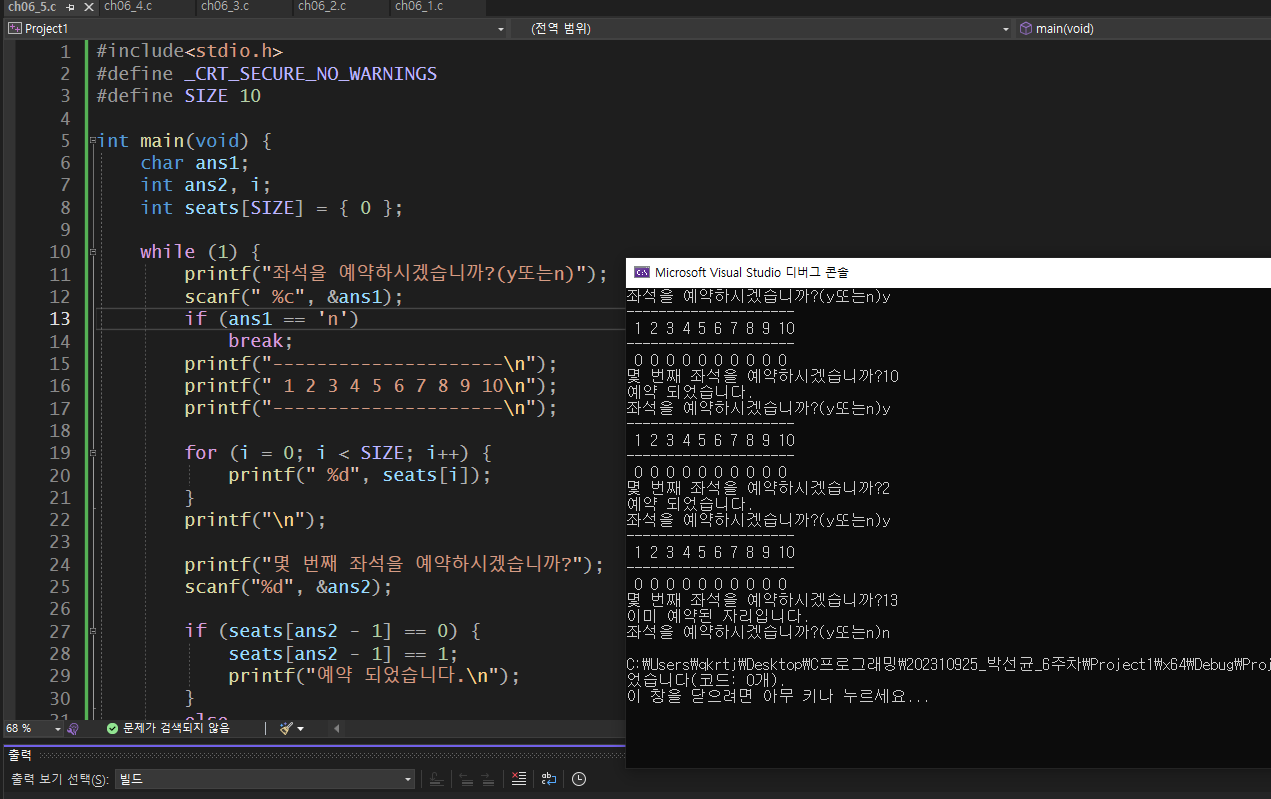 ch06_5.c ch06_4.c ch06_3.c ch06_2.c ch06_1.c
Project1 (전역 범위) main(void)
1 #include<stdio.h>
2 #define _CRT_SECURE_NO_WARNINGS
3 #define SIZE 10
4
5 int main(void) {
6 char ans1;
7 int ans2, i;
8 int seats[SIZE] = { 0 };
9
10 while (1) {
11 printf("좌석을 예약하시겠습니까?(y또는n)");
12 scanf(" %c", &ans1);
13 if (ans1 == 'n')
14 break;
15 printf("---------------------\n");
16 printf(" 1 2 3 4 5 6 7 8 9 10\n");
17 printf("---------------------\n");
18
19 for (i = 0; i < SIZE; i++) {
20 printf(" %d", seats[i]);
21 }
22 printf("\n");
23
24 printf("몇 번째 좌석을 예약하시겠습니까?");
25 scanf("%d", &ans2);
26
27 if (seats[ans2 - 1] == 0) {
28 seats[ans2 - 1] == 1;
29 printf("예약 되었습니다.\n");
30 }
31 else
68 % 문제가 검색되지 않음
출력
출력 보기 선택(S): 빌드
Microsoft Visual Studio 디버그 콘솔
좌석을 예약하시겠습니까?(y또는n)y
---------------------
1 2 3 4 5 6 7 8 9 10
---------------------
0 0 0 0 0 0 0 0 0 0
몇 번째 좌석을 예약하시겠습니까?10
예약 되었습니다.
좌석을 예약하시겠습니까?(y또는n)y
---------------------
1 2 3 4 5 6 7 8 9 10
---------------------
0 0 0 0 0 0 0 0 0 0
몇 번째 좌석을 예약하시겠습니까?2
예약 되었습니다.
좌석을 예약하시겠습니까?(y또는n)y
---------------------
1 2 3 4 5 6 7 8 9 10
---------------------
0 0 0 0 0 0 0 0 0 0
몇 번째 좌석을 예약하시겠습니까?13
이미 예약된 자리입니다.
좌석을 예약하시겠습니까?(y또는n)n
C:₩Users₩qkrtj₩Desktop₩C프로그래밍₩202310925_박선균_6주차₩Project1₩x64₩Debug₩Proj
었습니다(코드: 0개).
이 창을 닫으려면 아무 키나 누르세요...